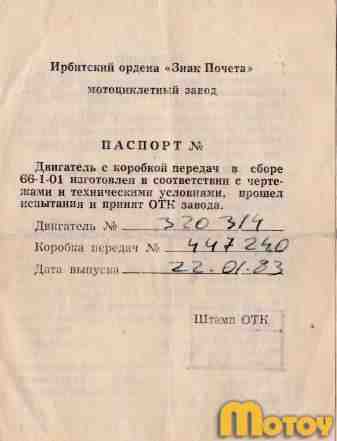 Ирбитский ордена «Знак Почета»
мотоциклетный завод
ПАСПОРТ №
Двигатель с коробкой передач в сборе
66-1-01 изготовлен в соответствии с черте-
жами и техническими условиями, прошел
испытания и принят ОТК завода.
Двигатель № 320314
Коробка передач № 447240
Дата выпуска 22.01.83
Штамп ОТК
Мотоу